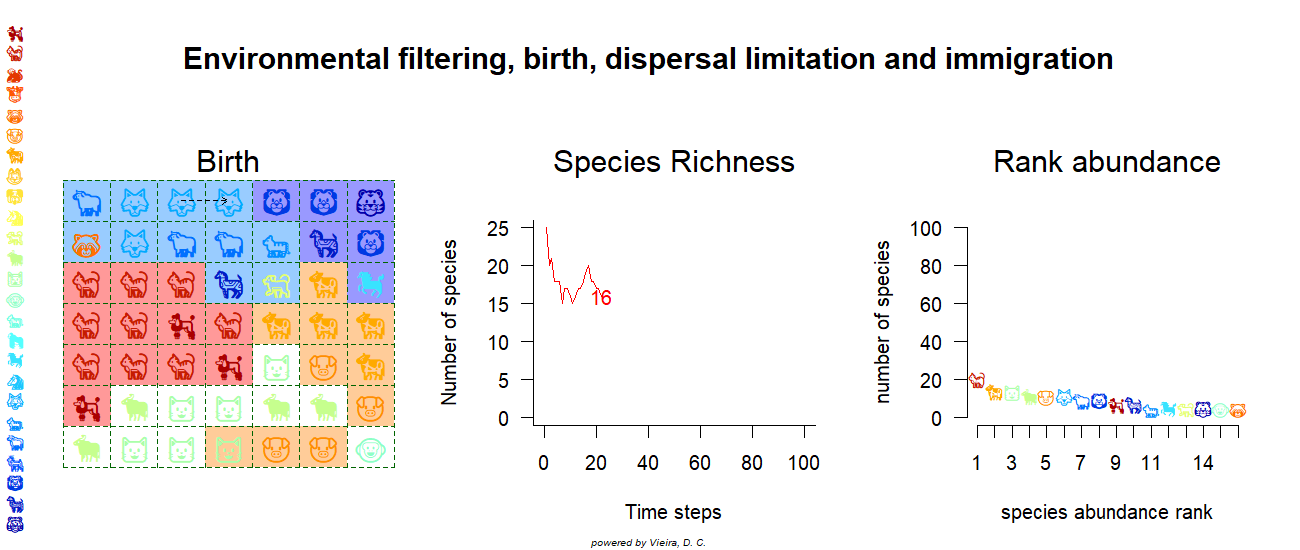 Environmental filtering, birth, dispersal limitation and immigration
Birth
Species Richness
Rank abundance
Number of species
25
20
15
10
5
0
16
0 20 40 60 80 100
Time steps
number of species
100
80
60
40
20
0
1 3 5 7 9 11 14
species abundance rank
powered by Vieira, D. C.